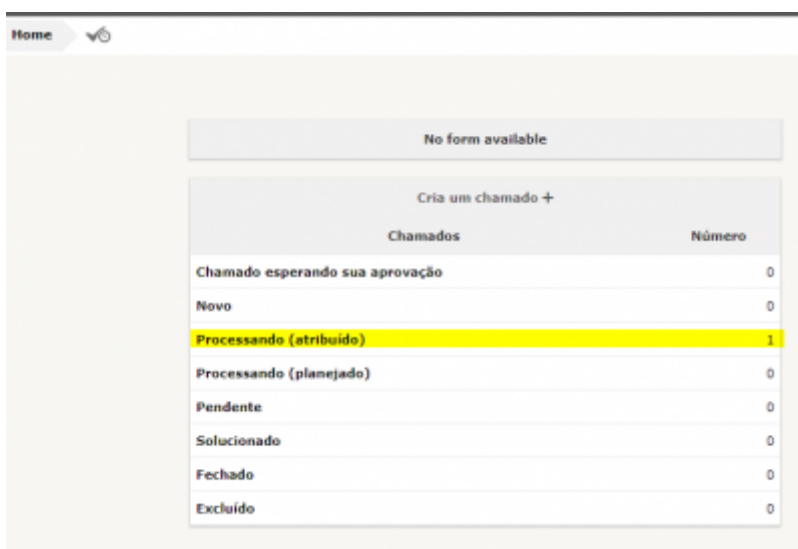 Home
No form available
Cria um chamado +
Chamados Número
Chamado esperando sua aprovação 0
Novo 0
Processando (atribuído) 1
Processando (planejado) 0
Pendente 0
Solucionado 0
Fechado 0
Excluído 0